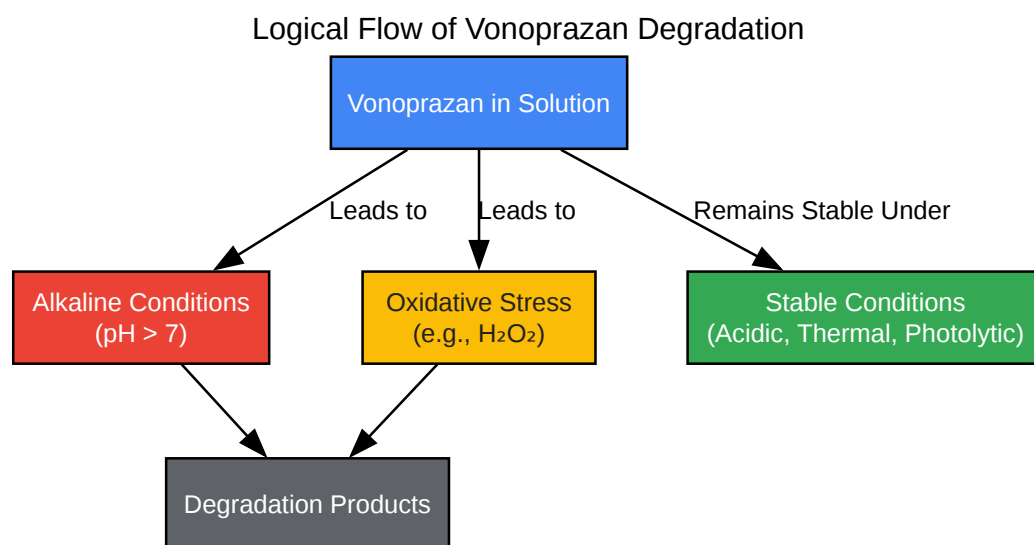 Logical Flow of Vonoprazan Degradation
Vonoprazan in Solution
Leads to
Leads to
Remains Stable Under
Alkaline Conditions
(pH > 7)
Oxidative Stress
(e.g., H₂O₂)
Stable Conditions
(Acidic, Thermal, Photolytic)
Degradation Products